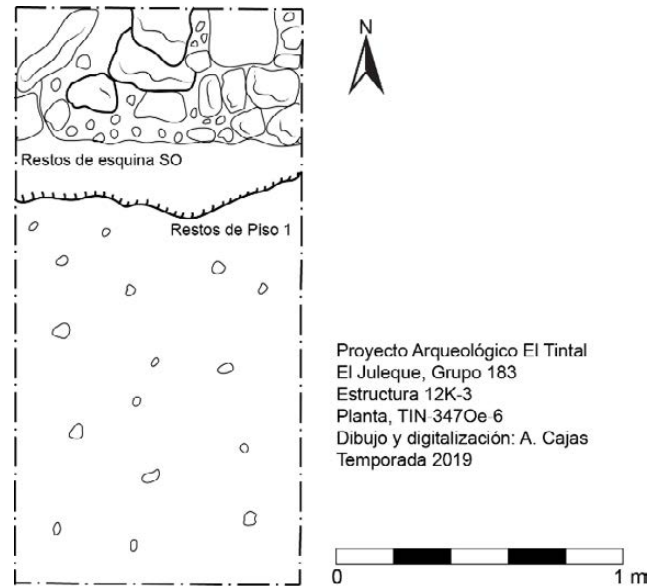 N
Restos de esquina SO
Restos de Piso 1
Proyecto Arqueológico El Tintal
El Juleque, Grupo 183
Estructura 12K-3
Planta, TIN-347Oe-6
Dibujo y digitalización: A. Cajas
Temporada 2019
0 1 m